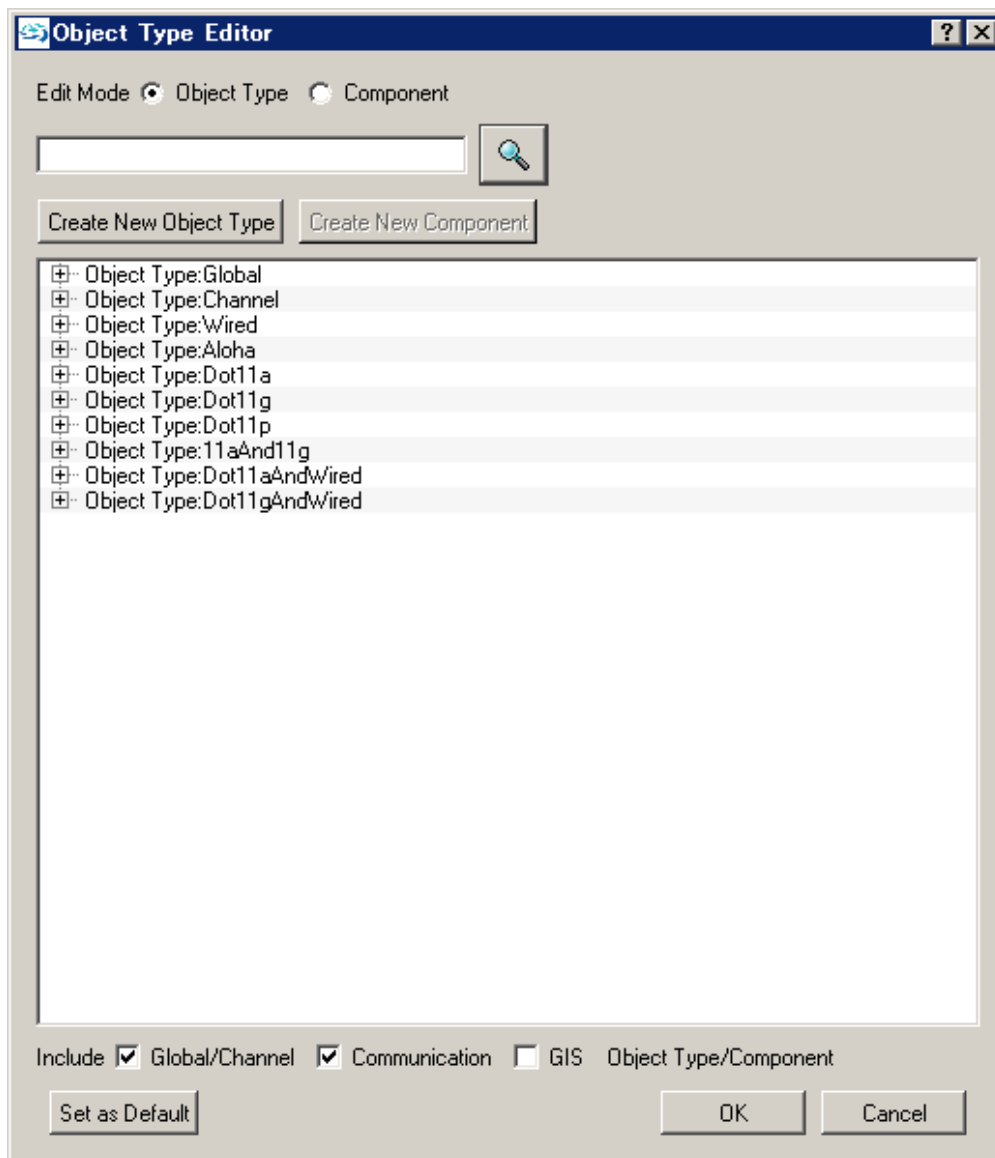 Object Type Editor
Edit Mode Object Type Component
Create New Object Type Create New Component
Object Type:Global
Object Type:Channel
Object Type:Wired
Object Type:Aloha
Object Type:Dot11a
Object Type:Dot11g
Object Type:Dot11p
Object Type:11aAnd11g
Object Type:Dot11aAndWired
Object Type:Dot11gAndWired
Include Global/Channel Communication GIS Object Type/Component
Set as Default OK Cancel